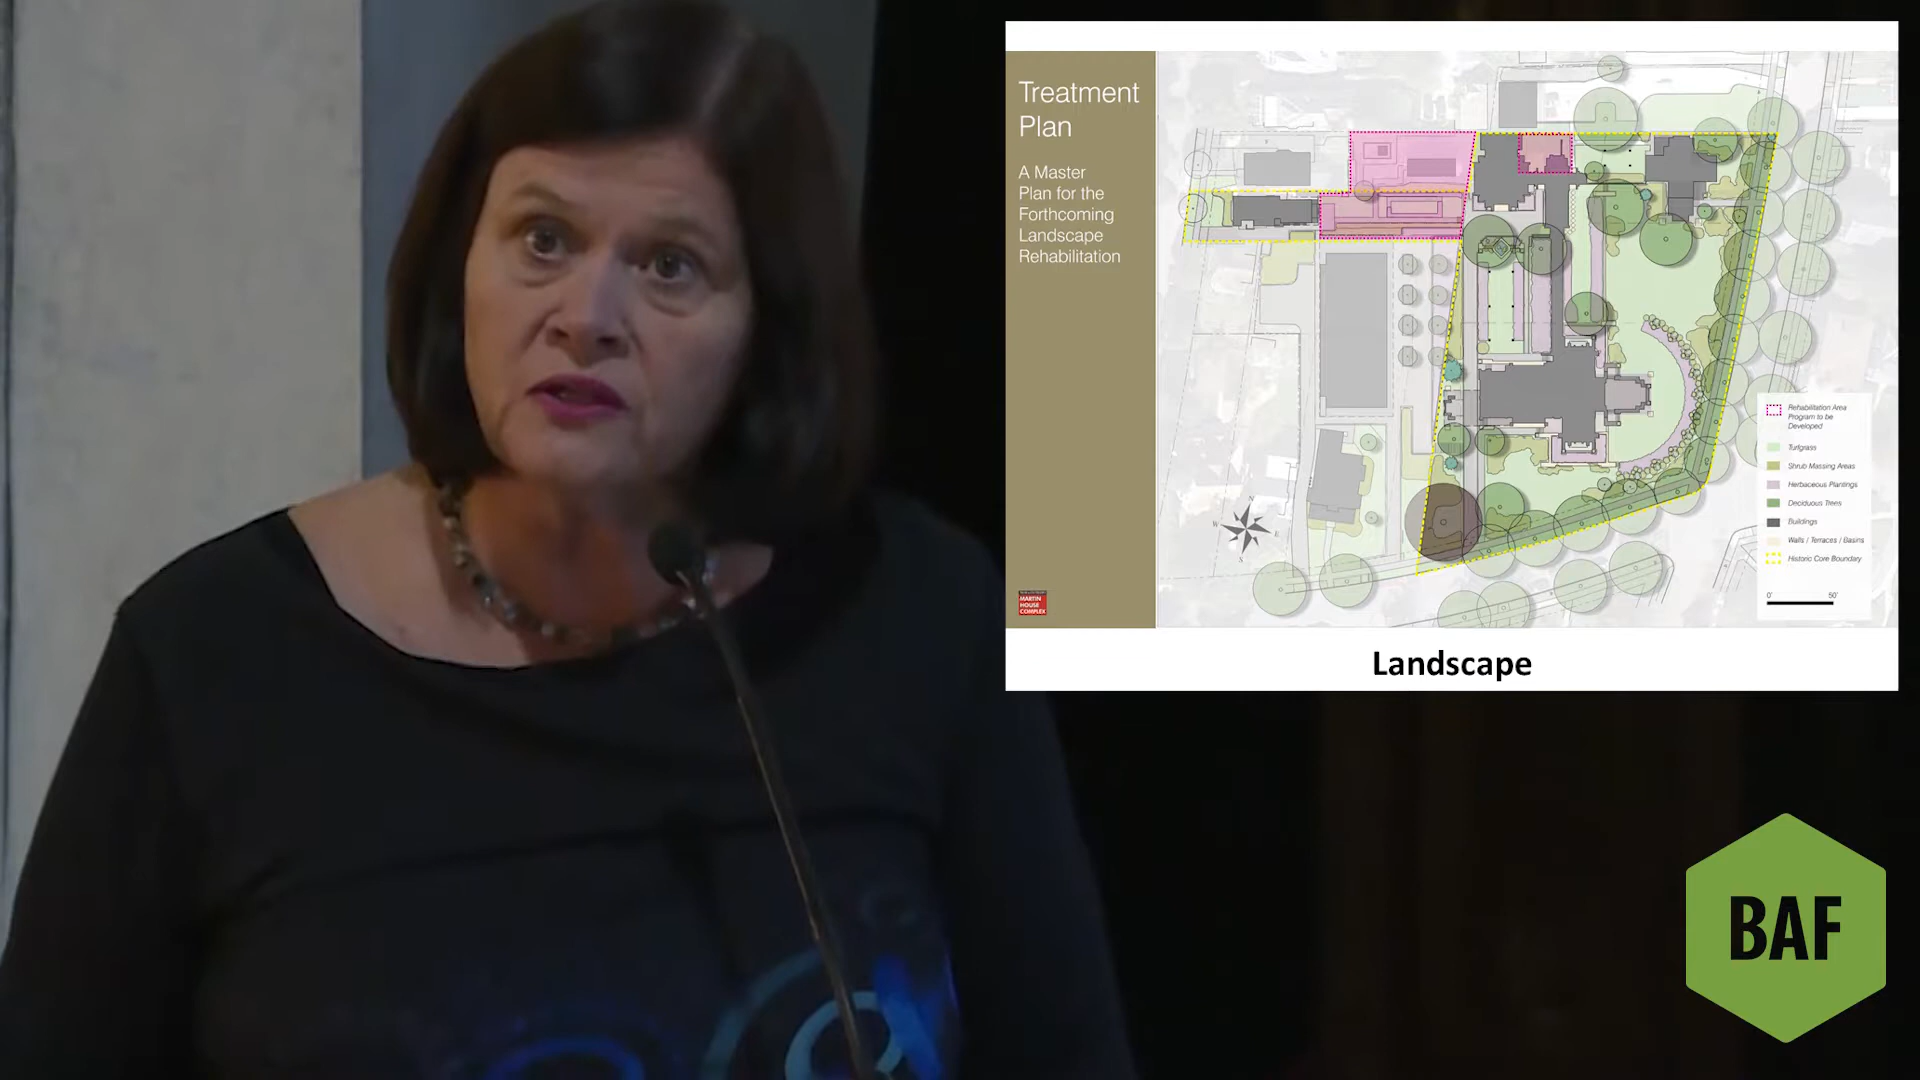 Treatment
Plan
A Master
Plan for the
Forthcoming
Landscape
Rehabilitation
MARTIN
HOUSE
COMPLEX
N
W
E
S
Rehabilitation Area
Program to be
Developed
Turfgrass
Shrub Massing Areas
Herbaceous Plantings
Deciduous Trees
Buildings
Walls / Terraces / Basins
Historic Core Boundary
0'
50'
Landscape
BAF